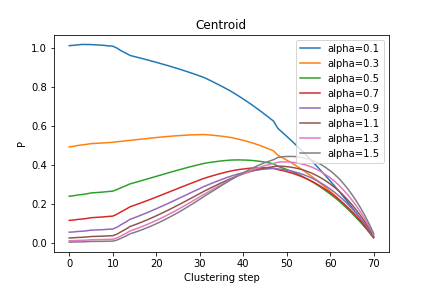 Centroid
1.0
0.8
0.6
0.4
0.2
0.0
P
0 10 20 30 40 50 60 70
Clustering step
alpha=0.1
alpha=0.3
alpha=0.5
alpha=0.7
alpha=0.9
alpha=1.1
alpha=1.3
alpha=1.5